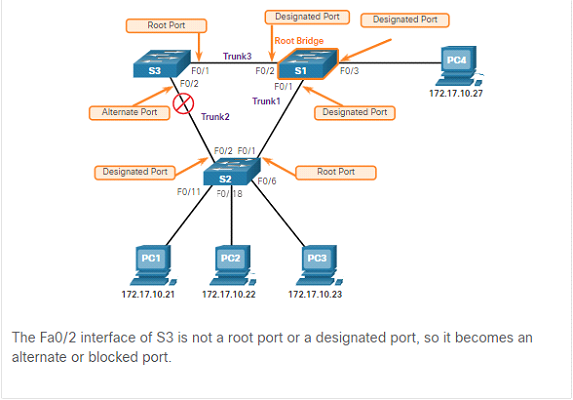 Designated Port
Designated Port
Root Port
Root Bridge
Trunk3
S3
F0/1
F0/2
S1
F0/3
PC4
F0/2
F0/1
172.17.10.27
Trunk1
Alternate Port
Trunk2
Designated Port
F0/2
F0/1
Designated Port
Root Port
S2
F0/6
F0/11
F0/18
PC1
PC2
PC3
172.17.10.21
172.17.10.22
172.17.10.23
The Fa0/2 interface of S3 is not a root port or a designated port, so it becomes an
alternate or blocked port.